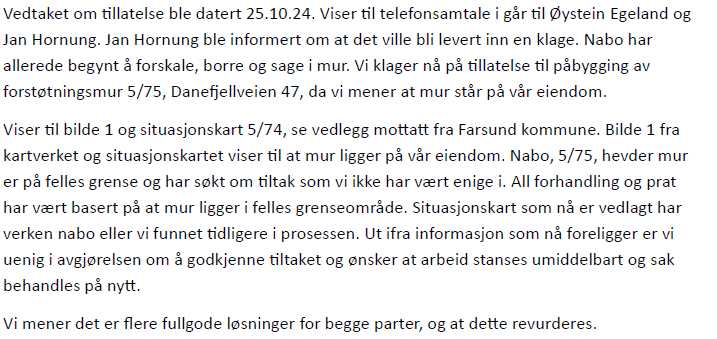 Vedtaket om tillatelse ble datert 25.10.24. Viser til telefonsamtale i går til Øystein Egeland og
Jan Hornung. Jan Hornung ble informert om at det ville bli levert inn en klage. Nabo har
allerede begynt å forskale, borre og sage i mur. Vi klager nå på tillatelse til påbygging av
forstøtningsmur 5/75, Danefjellveien 47, da vi mener at mur står på vår eiendom.
Viser til bilde 1 og situasjonskart 5/74, se vedlegg mottatt fra Farsund kommune. Bilde 1 fra
kartverket og situasjonskartet viser til at mur ligger på vår eiendom. Nabo, 5/75, hevder mur
er på felles grense og har søkt om tiltak som vi ikke har vært enige i. All forhandling og prat
har vært basert på at mur ligger i felles grenseområde. Situasjonskart som nå er vedlagt har
verken nabo eller vi funnet tidligere i prosessen. Ut ifra informasjon som nå foreligger er vi
uenig i avgjørelsen om å godkjenne tiltaket og ønsker at arbeid stanses umiddelbart og sak
behandles på nytt.
Vi mener det er flere fullgode løsninger for begge parter, og at dette revurderes.